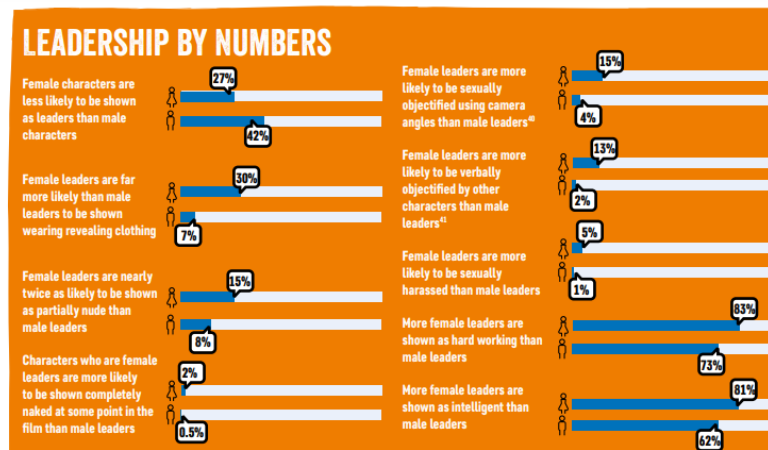 LEADERSHIP BY NUMBERS
Female characters are
less likely to be shown
as leaders than male
characters
27%
42%
Female leaders are far
more likely than male
leaders to be shown
wearing revealing clothing
30%
7%
Female leaders are nearly
twice as likely to be shown
as partially nude than
male leaders
15%
8%
Characters who are female
leaders are more likely
to be shown completely
naked at some point in the
film than male leaders
2%
0.5%
Female leaders are more
likely to be sexually
objectified using camera
angles than male leaders⁴⁰
15%
4%
Female leaders are more
likely to be verbally
objectified by other
characters than male
leaders⁴¹
13%
2%
Female leaders are more
likely to be sexually
harassed than male leaders
5%
1%
More female leaders are
shown as hard working than
male leaders
83%
73%
More female leaders are
shown as intelligent than
male leaders
81%
62%